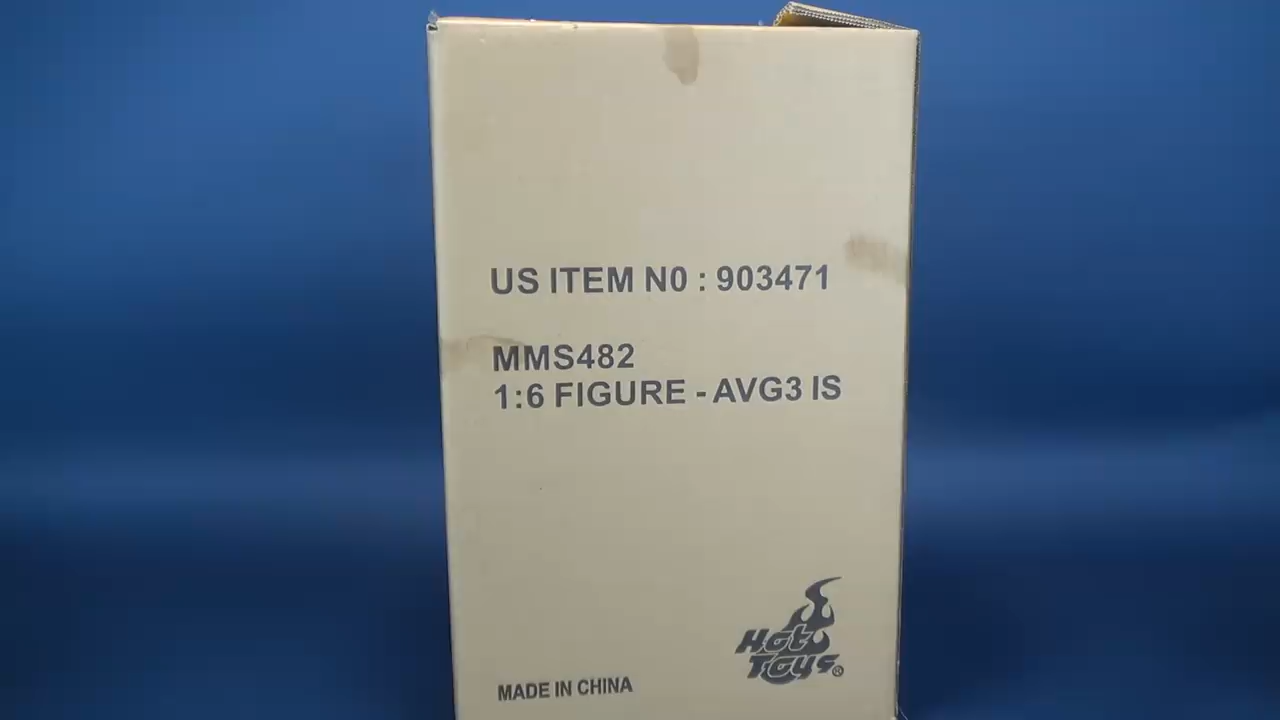 US ITEM N0 : 903471
MMS482
1:6 FIGURE - AVG3 IS
Hot
Toys®
MADE IN CHINA